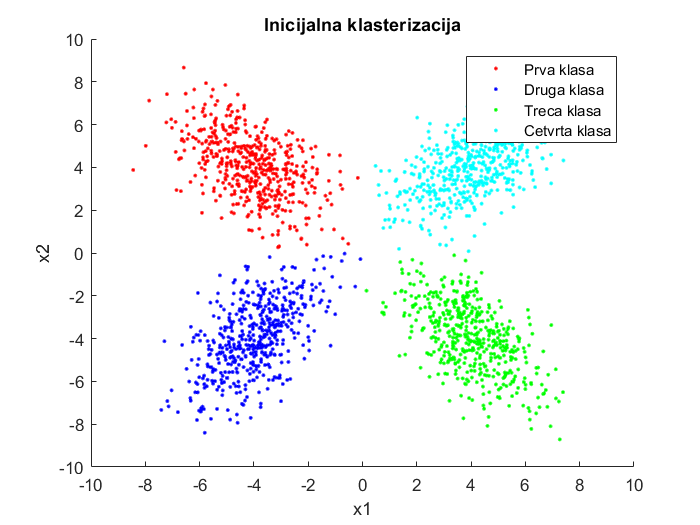 Inicijalna klasterizacija
Prva klasa
Druga klasa
Treca klasa
Cetvrta klasa
10
8
6
4
2
0
-2
-4
-6
-8
-10
x2
-10 -8 -6 -4 -2 0 2 4 6 8 10
x1